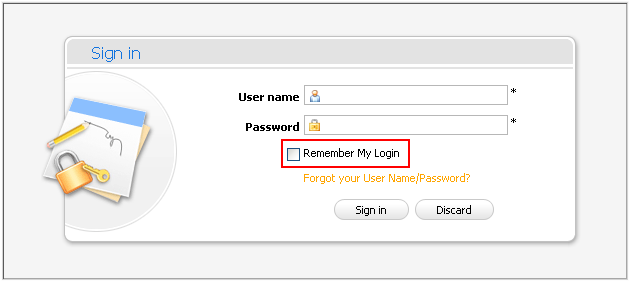 Sign in
User name *
Password *
Remember My Login
Forgot your User Name/Password?
Sign in Discard